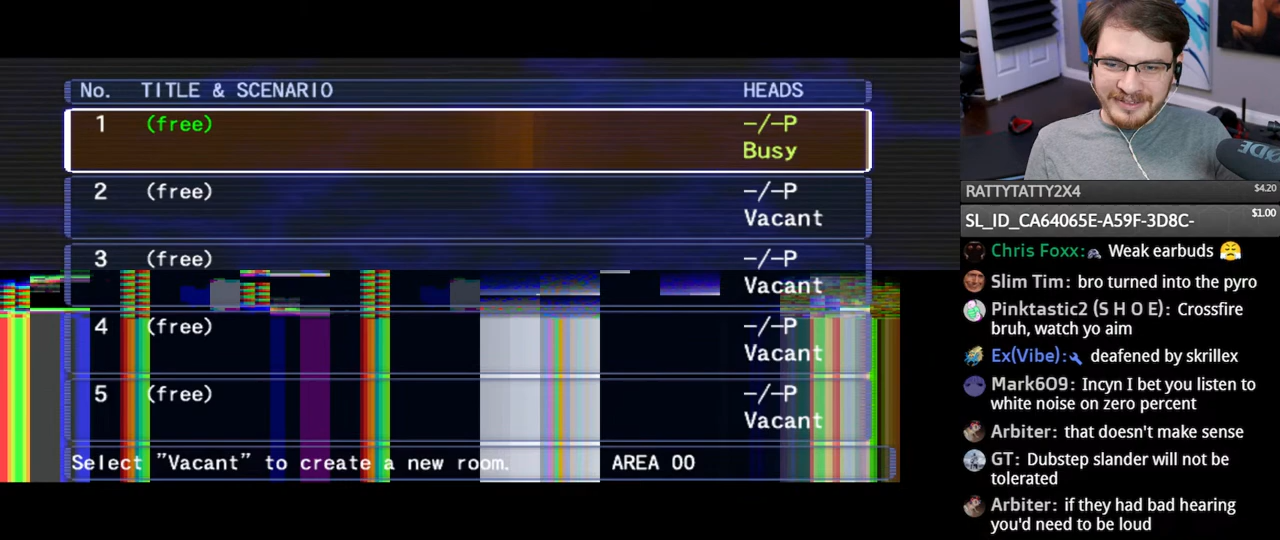 No. TITLE & SCENARIO HEADS
1 (free) -/-P
Busy
2 (free) -/-P
Vacant
3 (free) -/-P
Vacant
4 (free) -/-P
Vacant
5 (free) -/-P
Vacant
Select "Vacant" to create a new room. AREA 00
RATTYTATTY2X4 $4.20
SL_ID_CA64065E-A59F-3D8C- $1.00
Chris Foxx: Weak earbuds 😤
Slim Tim: bro turned into the pyro
Pinktastic2 (S H O E): Crossfire
bruh, watch yo aim
Ex(Vibe): deafened by skrillex
Mark609: Incyn I bet you listen to
white noise on zero percent
Arbiter: that doesn't make sense
GT: Dubstep slander will not be
tolerated
Arbiter: if they had bad hearing
you'd need to be loud